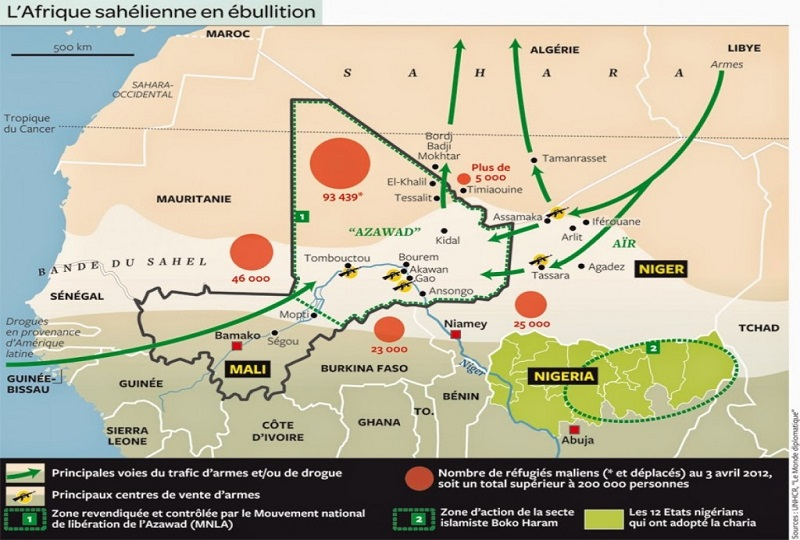 L'Afrique sahélienne en ébullition
500 km
MAROC
ALGÉRIE
LIBYE
Armes
S A H A R A
SAHARA-
OCCIDENTAL
Tropique
du Cancer
Bordj
Badji
Mokhtar
Tamanrasset
Plus de
5 000
El-Khalil
Timiaouine
Tessalit
93 439*
MAURITANIE
1
"AZAWAD"
Assamaka
Iférouane
Arlit
Kidal
AÏR
46 000
Tombouctou
Bourem
Akawan
Gao
Tassara
Agadez
NIGER
BANDE DU SAHEL
SÉNÉGAL
Ansongo
Mopti
25 000
Drogues
en provenance
d'Amérique
latine
Bamako
Ségou
23 000
Niamey
TCHAD
2
MALI
BURKINA FASO
Niger
NIGERIA
GUINÉE-
BISSAU
GUINÉE
BÉNIN
TO.
SIERRA
LEONE
CÔTE
D'IVOIRE
GHANA
Abuja
Principales voies du trafic d'armes et/ou de drogue
Principaux centres de vente d'armes
1
Zone revendiquée et contrôlée par le Mouvement national
de libération de l'Azawad (MNLA)
Nombre de réfugiés maliens (* et déplacés) au 3 avril 2012,
soit un total supérieur à 200 000 personnes
2
Zone d'action de la secte
islamiste Boko Haram
Les 12 Etats nigérians
qui ont adopté la charia
Sources : UNHCR, "Le Monde diplomatique"